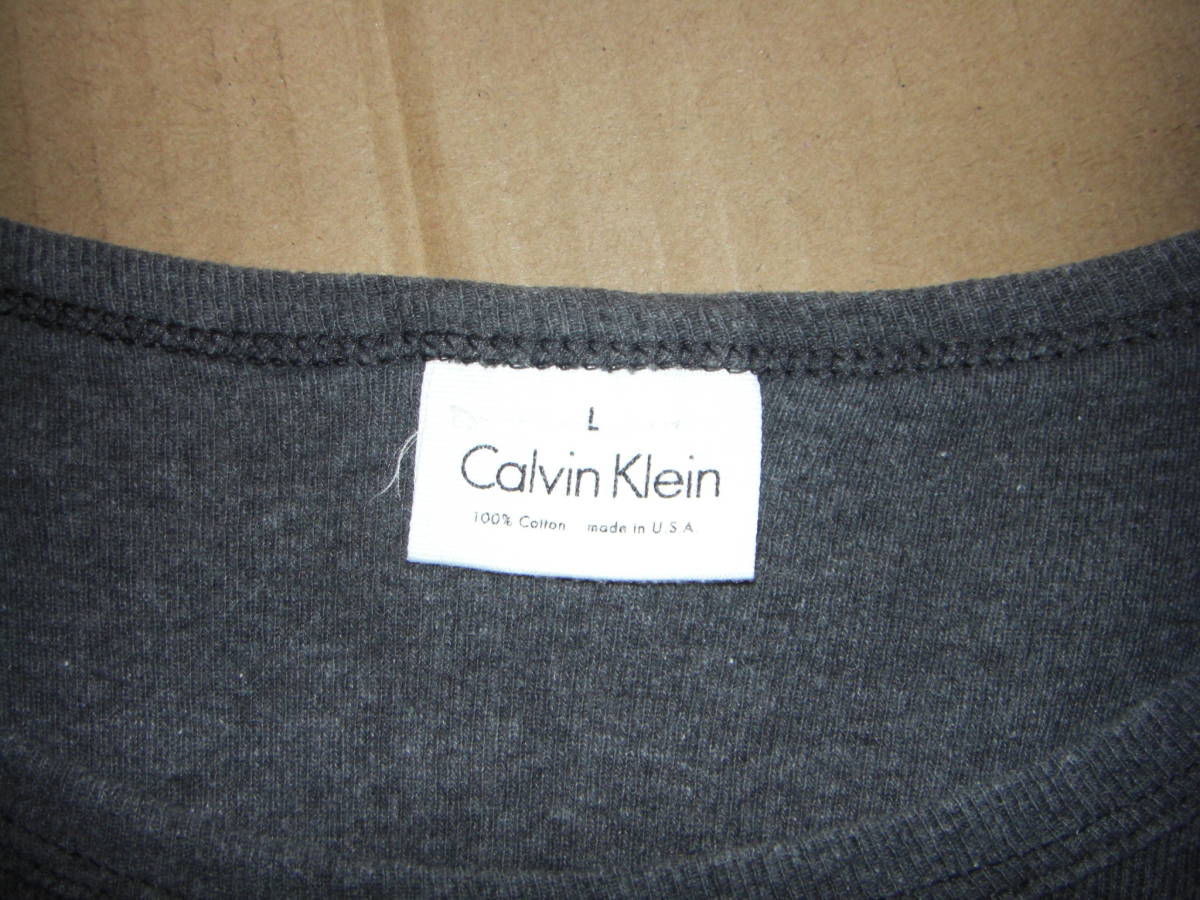 L
Calvin Klein
100% Cotton made in U.S.A.